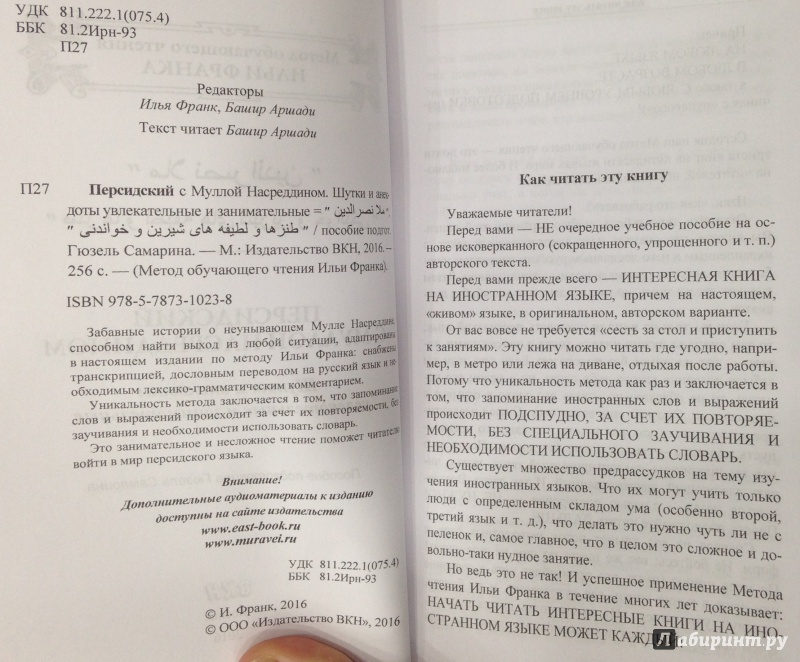 УДК 811.222.1(075.4)
ББК 81.2Ирн-93
П27
Редакторы
Илья Франк, Башир Аршади
Текст читает Башир Аршади
П27 Персидский с Муллой Насреддином. Шутки и анек-
доты увлекательные и занимательные = "ملا نصرالدین".
" طنز ها و لطیفه های شیرین و خواندنی " / пособие подгот.
Гюзель Самарина. — М.: Издательство ВКН, 2016.—
256 с. — (Метод обучающего чтения Ильи Франка).
ISBN 978-5-7873-1023-8
Забавные истории о неунывающем Мулле Насреддине,
способном найти выход из любой ситуации, адаптированы
в настоящем издании по методу Ильи Франка: снабжены
транскрипцией, дословным переводом на русский язык и не-
обходимым лексико-грамматическим комментарием.
Уникальность метода заключается в том, что запоминание
слов и выражений происходит за счет их повторяемости, без
заучивания и необходимости использовать словарь.
Это занимательное и несложное чтение поможет читателю
войти в мир персидского языка.
Внимание!
Дополнительные аудиоматериалы к изданию
доступны на сайте издательства
www.east-book.ru
www.muravei.ru
УДК 811.222.1(075.4)
ББК 81.2Ирн-93
© И. Франк, 2016
© ООО «Издательство ВКН», 2016
Как читать эту книгу
Уважаемые читатели!
Перед вами — НЕ очередное учебное пособие на ос-
нове исковерканного (сокращенного, упрощенного и т. п.)
авторского текста.
Перед вами прежде всего — ИНТЕРЕСНАЯ КНИГА
НА ИНОСТРАННОМ ЯЗЫКЕ, причем на настоящем,
«живом» языке, в оригинальном, авторском варианте.
От вас вовсе не требуется «сесть за стол и приступить
к занятиям». Эту книгу можно читать где угодно, напри-
мер, в метро или лежа на диване, отдыхая после работы.
Потому что уникальность метода как раз и заключается в
том, что запоминание иностранных слов и выражений
происходит ПОДСПУДНО, ЗА СЧЕТ ИХ ПОВТОРЯЕ-
МОСТИ, БЕЗ СПЕЦИАЛЬНОГО ЗАУЧИВАНИЯ И
НЕОБХОДИМОСТИ ИСПОЛЬЗОВАТЬ СЛОВАРЬ.
Существует множество предрассудков на тему изу-
чения иностранных языков. Что их могут учить только
люди с определенным складом ума (особенно второй,
третий язык и т. д.), что делать это нужно чуть ли не с
пеленок и, самое главное, что в целом это сложное и до-
вольно-таки нудное занятие.
Но ведь это не так! И успешное применение Метода
чтения Ильи Франка в течение многих лет доказывает:
НАЧАТЬ ЧИТАТЬ ИНТЕРЕСНЫЕ КНИГИ НА ИНО-
СТРАННОМ ЯЗЫКЕ МОЖЕТ КАЖД
Лабиринт.ру